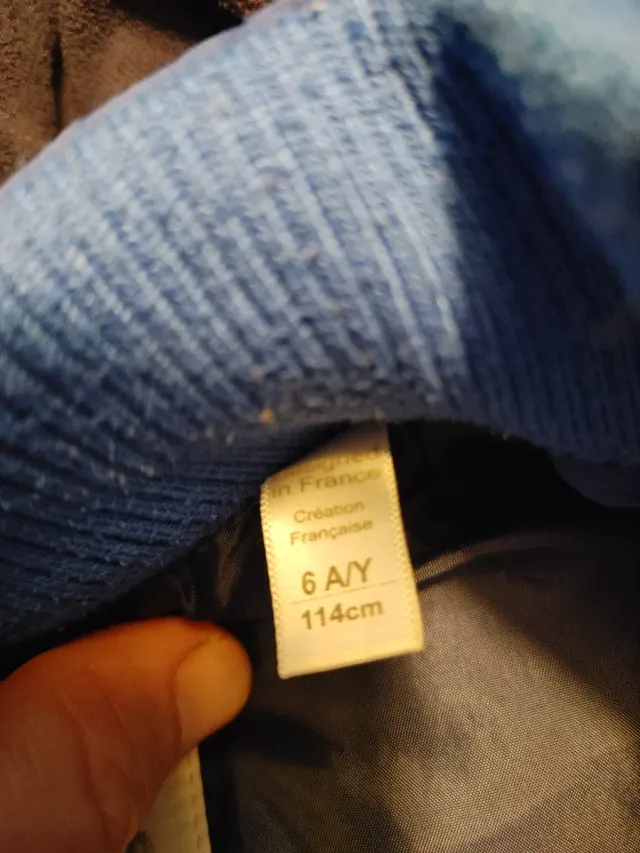 in France
Création
Française
6 A/Y
114cm